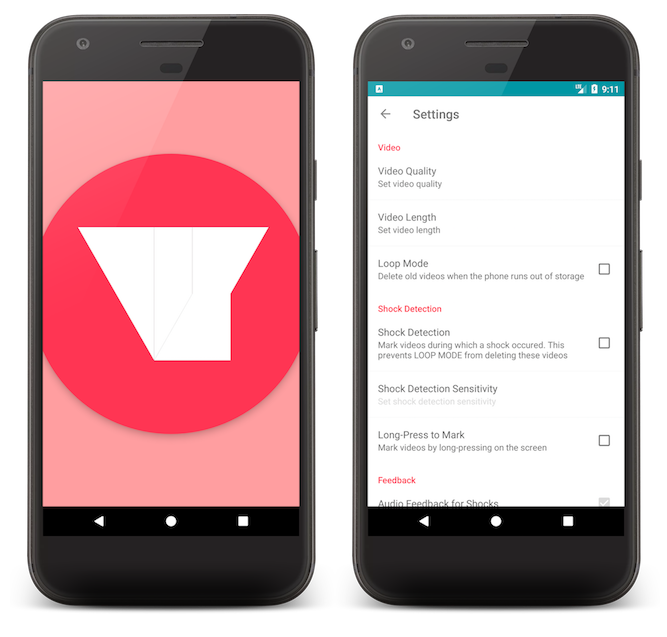 9:11
Settings
Video
Video Quality
Set video quality
Video Length
Set video length
Loop Mode
Delete old videos when the phone runs out of storage
Shock Detection
Shock Detection
Mark videos during which a shock occured. This
prevents LOOP MODE from deleting these videos
Shock Detection Sensitivity
Set shock detection sensitivity
Long-Press to Mark
Mark videos by long-pressing on the screen
Feedback
Audio Feedback for Shocks